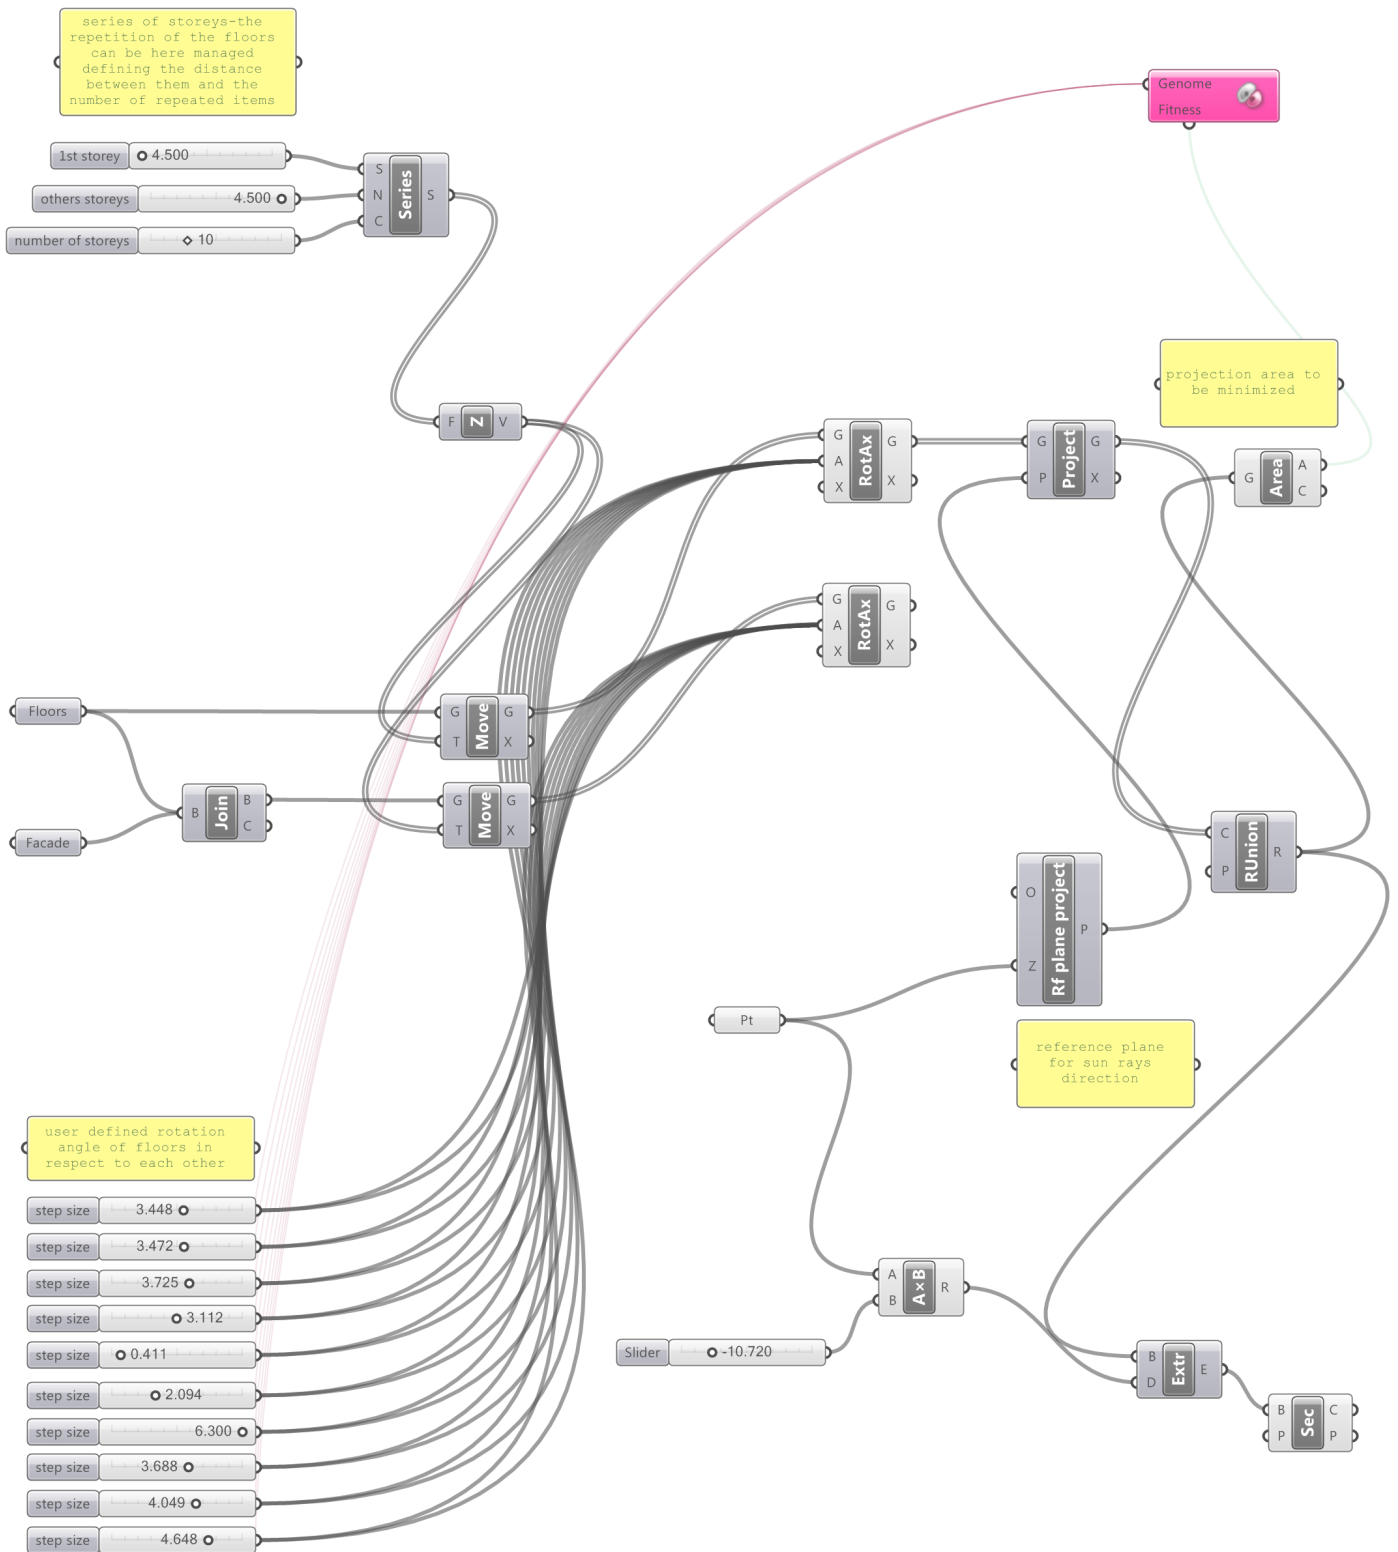 series of storeys-the
repetition of the floors
can be here managed
defining the distance
between them and the
number of repeated items
Genome
Fitness
1st storey 4.500
others storeys 4.500
number of storeys 10
S
N
C
Series
S
projection area to
be minimized
F
Z
V
G
A
X
RotAx
G
X
G
P
Project
G
X
G
Area
A
C
G
A
X
RotAx
G
X
Floors
G
T
Move
G
X
Facade
B
Join
B
C
G
T
Move
G
X
C
P
RUnion
R
O
Z
Rf plane project
P
Pt
reference plane
for sun rays
direction
user defined rotation
angle of floors in
respect to each other
step size 3.448
step size 3.472
step size 3.725
step size 3.112
step size 0.411
step size 2.094
step size 6.300
step size 3.688
step size 4.049
step size 4.648
A
B
A×B
R
Slider -10.720
B
D
Extr
E
B
P
Sec
C
P